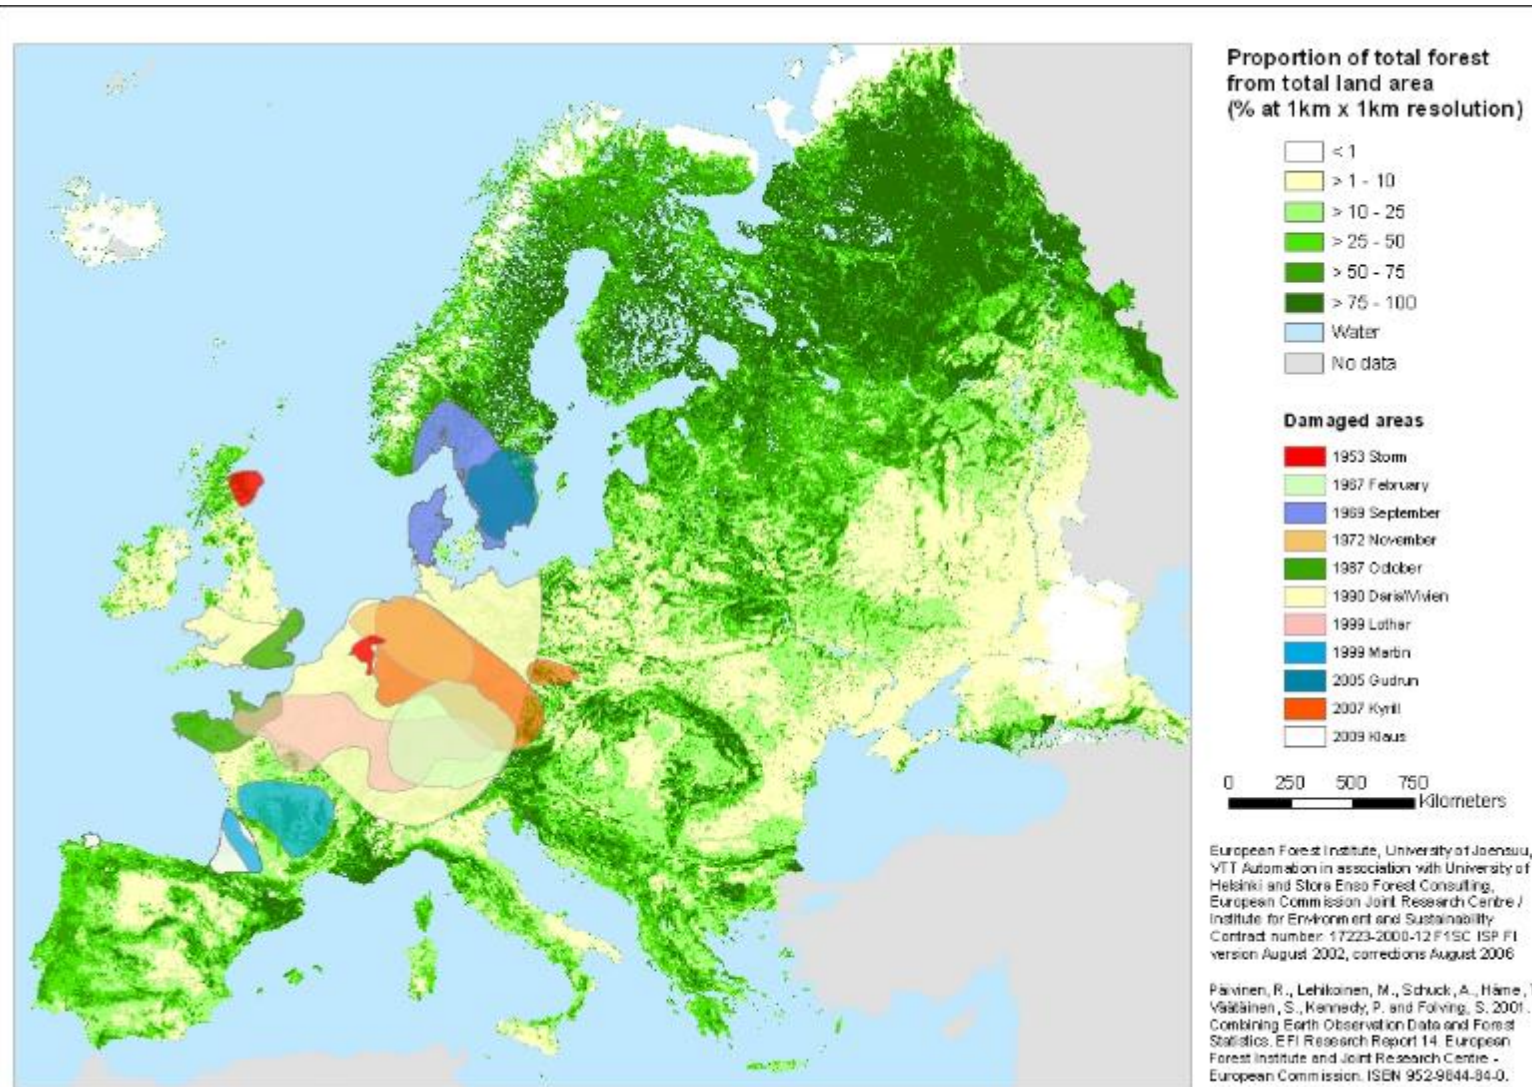 Proportion of total forest
from total land area
(% at 1km x 1km resolution)
< 1
> 1 - 10
> 10 - 25
> 25 - 50
> 50 - 75
> 75 - 100
Water
No data
Damaged areas
1953 Storm
1967 February
1969 September
1972 November
1987 October
1990 Daria/Vivien
1999 Lothar
1999 Martin
2005 Gudrun
2007 Kyrill
2009 Klaus
0 250 500 750
Kilometers
European Forest Institute, University of Joensuu,
VTT Automation in association with University of
Helsinki and Stora Enso Forest Consulting,
European Commission Joint Research Centre /
Institute for Environment and Sustainability
Contract number: 17223-2000-12 F1SC ISP FI
version August 2002, corrections August 2006
Päivinen, R., Lehikoinen, M., Schuck, A., Häme, T
Väätäinen, S., Kennedy, P. and Folving, S. 2001.
Combining Earth Observation Data and Forest
Statistics. EFI Research Report 14. European
Forest Institute and Joint Research Centre -
European Commission. ISBN 952-9844-84-0.